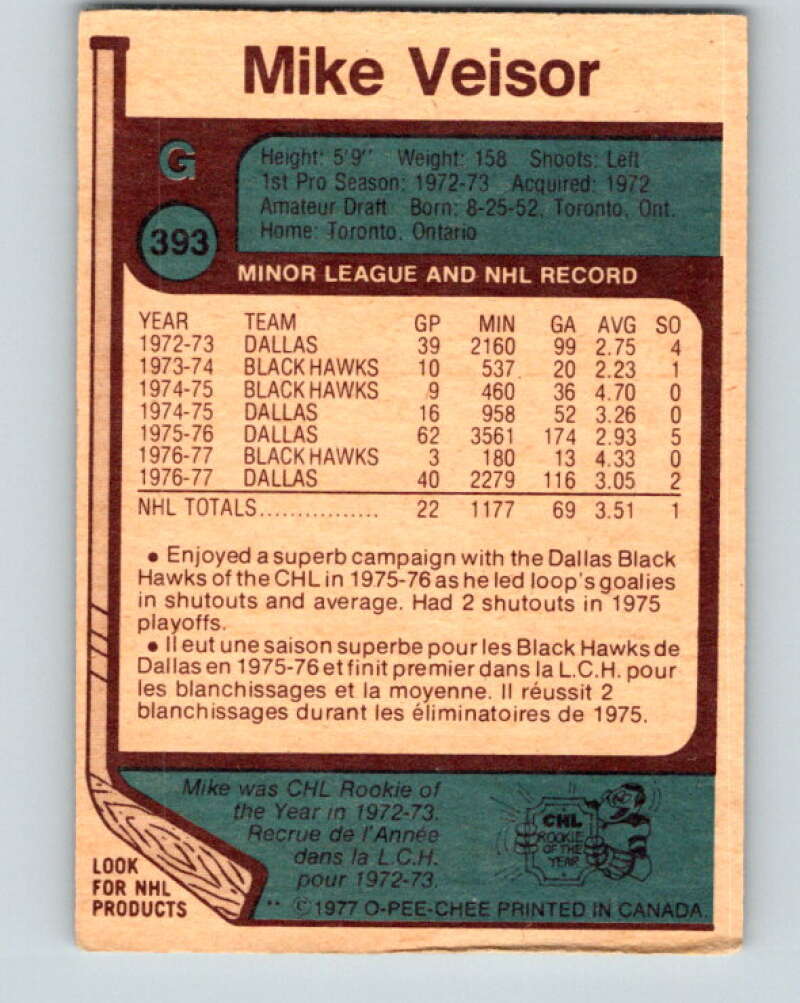 Mike Veisor
G
Height: 5'9" Weight: 158 Shoots: Left
1st Pro Season: 1972-73 Acquired: 1972
Amateur Draft Born: 8-25-52, Toronto, Ont.
Home: Toronto, Ontario
393
MINOR LEAGUE AND NHL RECORD
YEAR TEAM GP MIN GA AVG SO
1972-73 DALLAS 39 2160 99 2.75 4
1973-74 BLACK HAWKS 10 537 20 2.23 1
1974-75 BLACK HAWKS 9 460 36 4.70 0
1974-75 DALLAS 16 958 52 3.26 0
1975-76 DALLAS 62 3561 174 2.93 5
1976-77 BLACK HAWKS 3 180 13 4.33 0
1976-77 DALLAS 40 2279 116 3.05 2
NHL TOTALS................ 22 1177 69 3.51 1
• Enjoyed a superb campaign with the Dallas Black
Hawks of the CHL in 1975-76 as he led loop's goalies
in shutouts and average. Had 2 shutouts in 1975
playoffs.
• Il eut une saison superbe pour les Black Hawks de
Dallas en 1975-76 et finit premier dans la L.C.H. pour
les blanchissages et la moyenne. Il réussit 2
blanchissages durant les éliminatoires de 1975.
Mike was CHL Rookie of
the Year in 1972-73.
Recrue de l'Année
dans la L.C.H.
pour 1972-73.
CHL
ROOKIE
OF THE
YEAR
LOOK
FOR NHL
PRODUCTS
** © 1977 O-PEE-CHEE PRINTED IN CANADA.